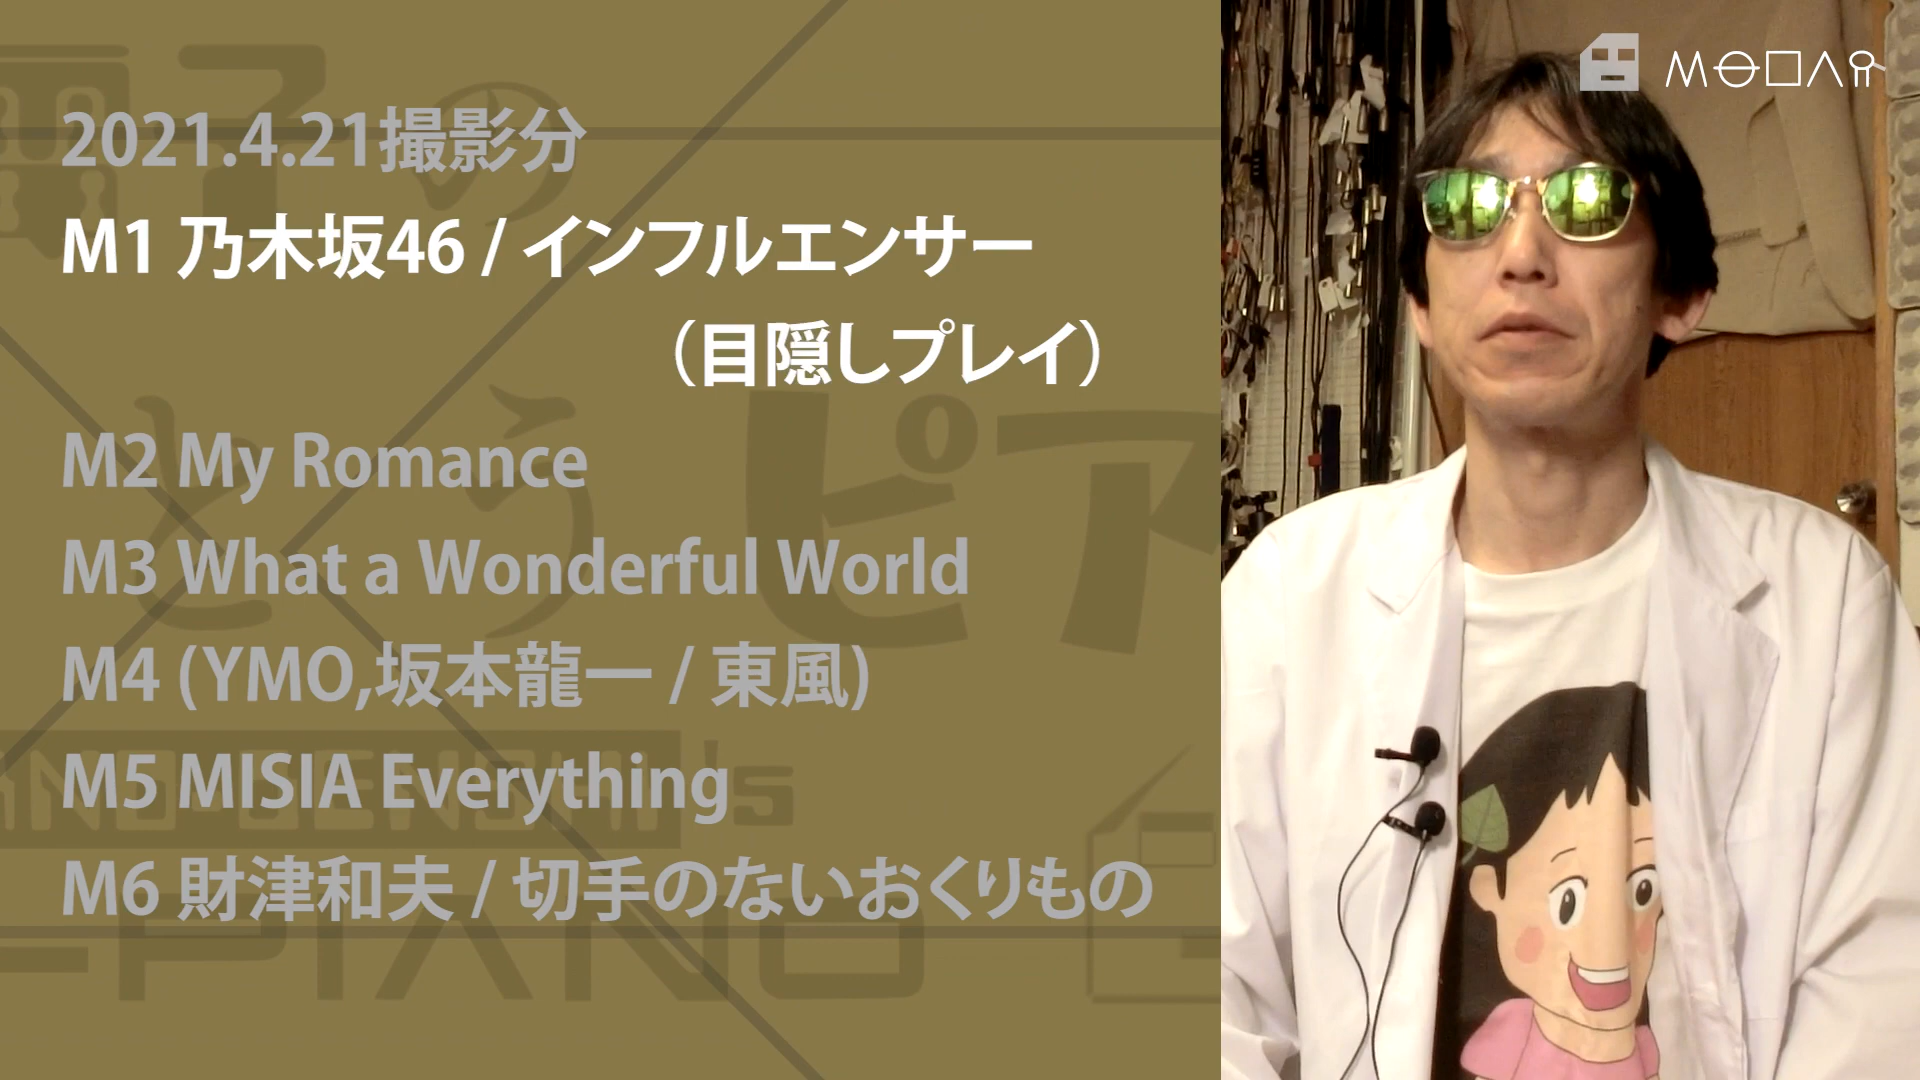 2021.4.21撮影分
M1 乃木坂46 / インフルエンサー
（目隠しプレイ）
M2 My Romance
M3 What a Wonderful World
M4 (YMO,坂本龍一 / 東風)
M5 MISIA Everything
M6 財津和夫 / 切手のないおくりもの